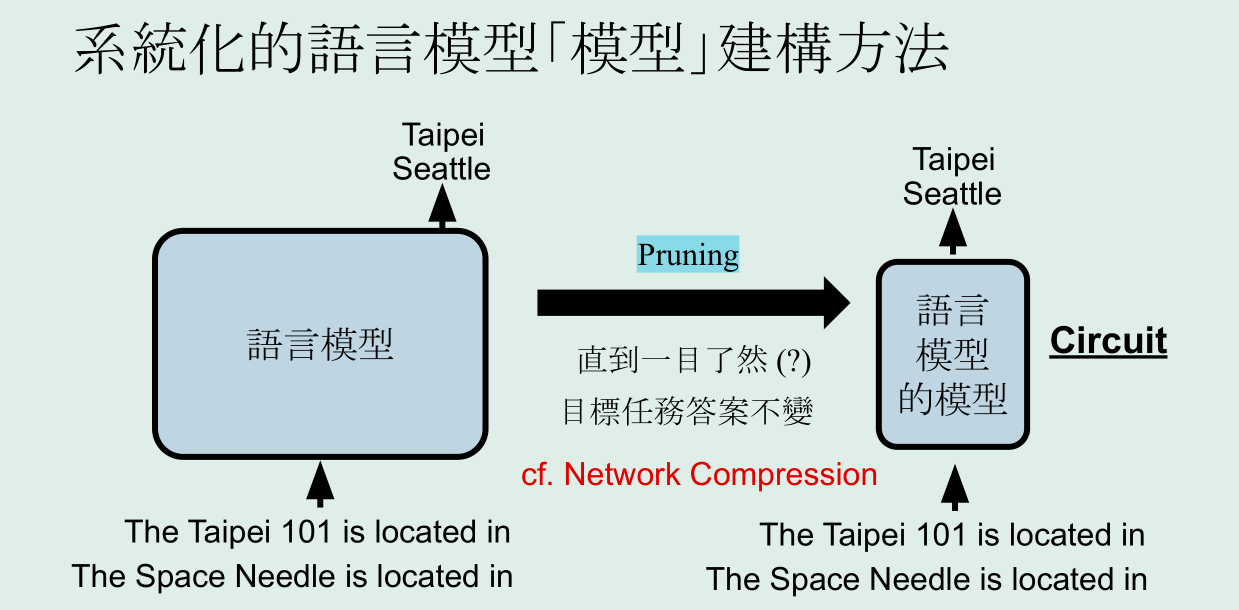 系統化的語言模型「模型」建構方法
Taipei
Seattle
語言模型
The Taipei 101 is located in
The Space Needle is located in
Pruning
直到一目了然 (?)
目標任務答案不變
cf. Network Compression
Taipei
Seattle
語言
模型
的模型
Circuit
The Taipei 101 is located in
The Space Needle is located in